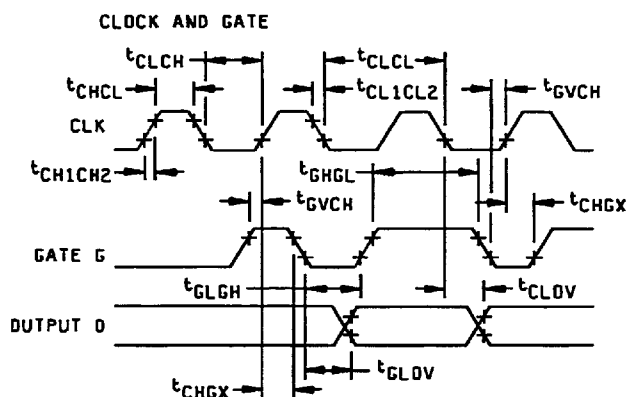 CLOCK AND GATE
tCLCH
tCLCL
tCHCL
tCL1CL2
tGVCH
CLK
tCH1CH2
tGHGL
tGVCH
tCHGX
GATE G
tGLGH
tCLOV
OUTPUT O
tGLOV
tCHGX